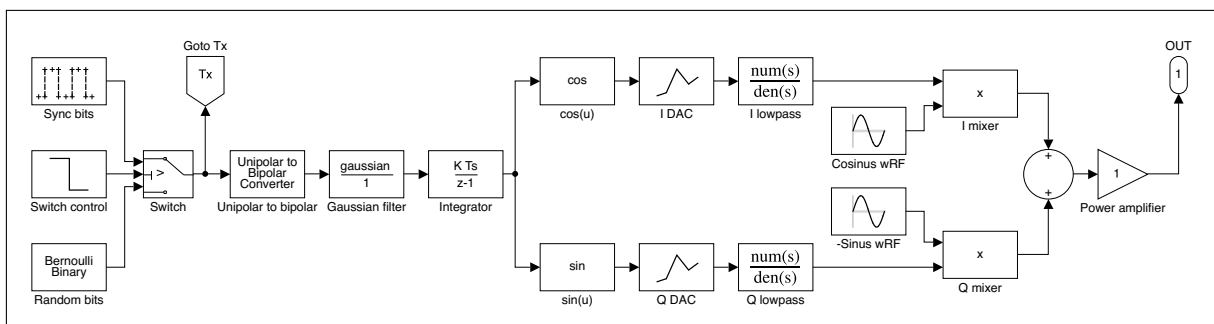 Goto Tx
Tx
Sync bits
Switch control
>
Switch
Bernoulli
Binary
Random bits
Unipolar to
Bipolar
Converter
Unipolar to bipolar
gaussian
1
Gaussian filter
K Ts
z-1
Integrator
cos
cos(u)
I DAC
num(s)
den(s)
I lowpass
Cosinus wRF
x
I mixer
sin
sin(u)
Q DAC
num(s)
den(s)
Q lowpass
-Sinus wRF
x
Q mixer
+
+
1
Power amplifier
OUT
1